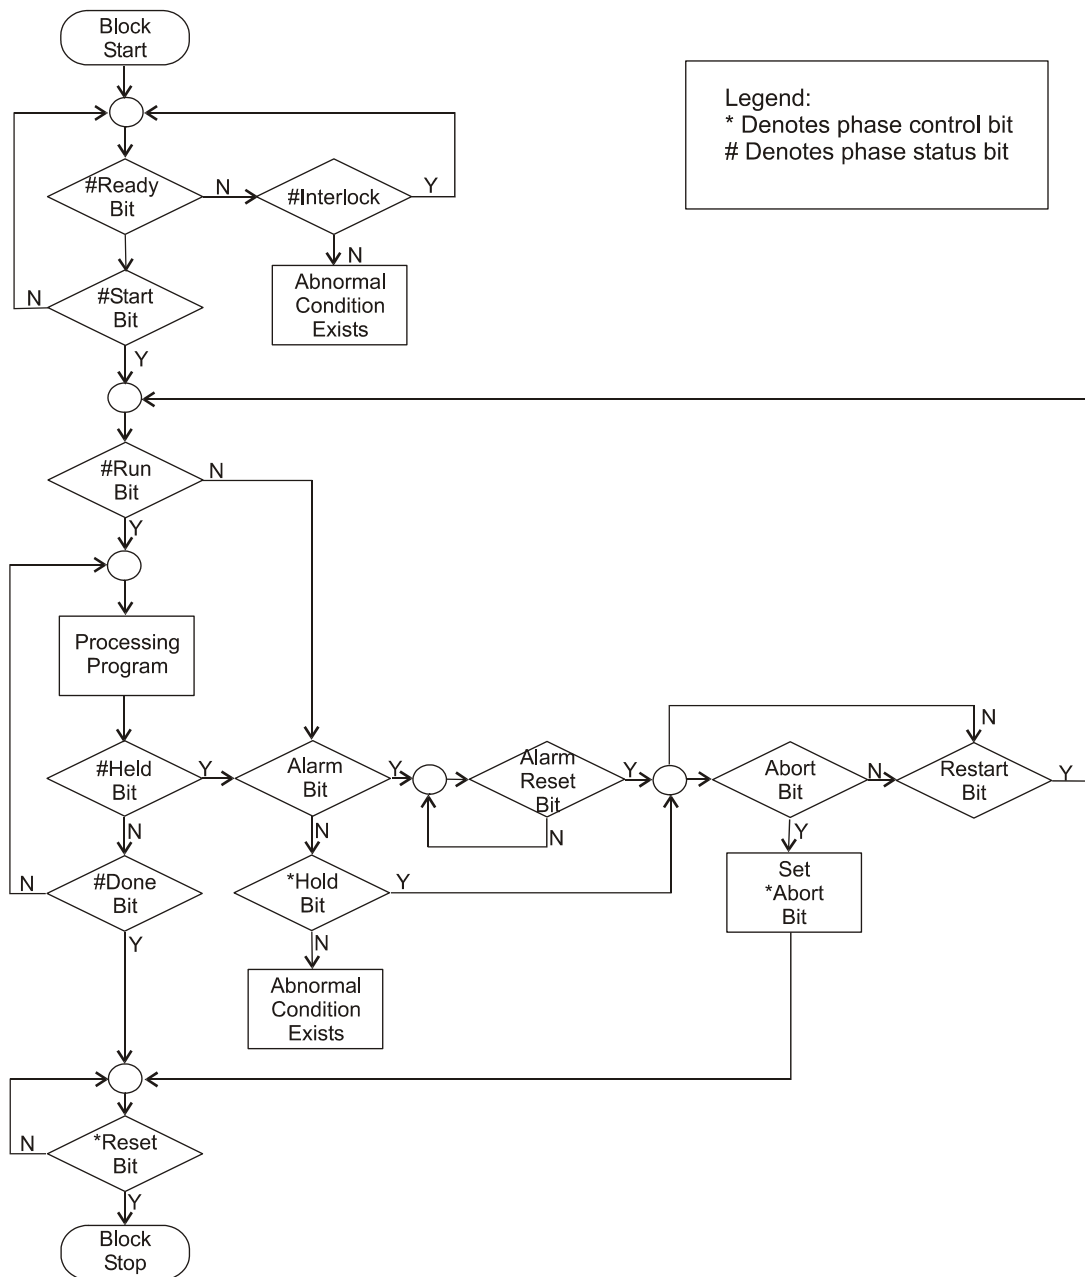 Block
Start
Legend:
* Denotes phase control bit
# Denotes phase status bit
#Ready
Bit
N
#Interlock
Y
N
Abnormal
Condition
Exists
#Start
Bit
N
Y
#Run
Bit
N
Y
Processing
Program
#Held
Bit
Y
N
Alarm
Bit
Y
N
Alarm
Reset
Bit
Y
N
Abort
Bit
N
Y
Restart
Bit
N
Y
#Done
Bit
N
Y
*Hold
Bit
Y
N
Set
*Abort
Bit
Abnormal
Condition
Exists
*Reset
Bit
N
Y
Block
Stop